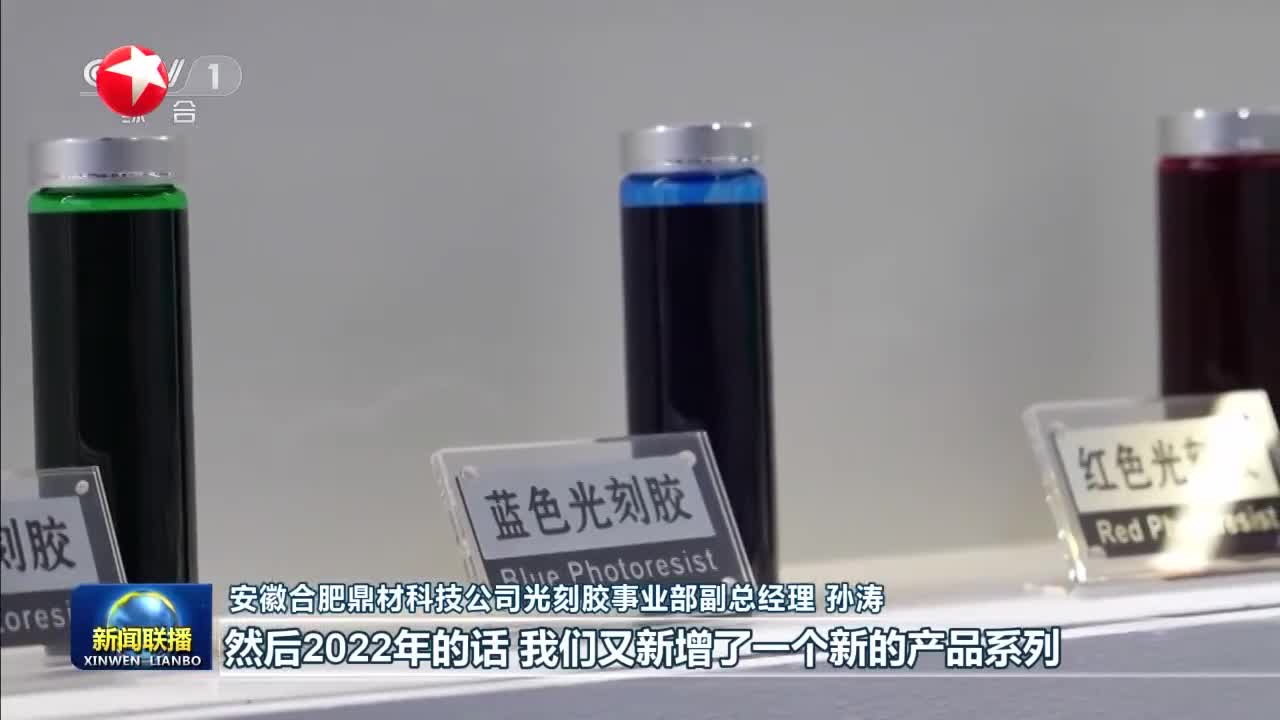 1
综合
蓝色光刻胶
Blue Photoresist
红色光刻
Red Photoresist
刻胶
新闻联播
XINWEN LIANBO
安徽合肥鼎材科技公司光刻胶事业部副总经理 孙涛
然后2022年的话 我们又新增了一个新的产品系列